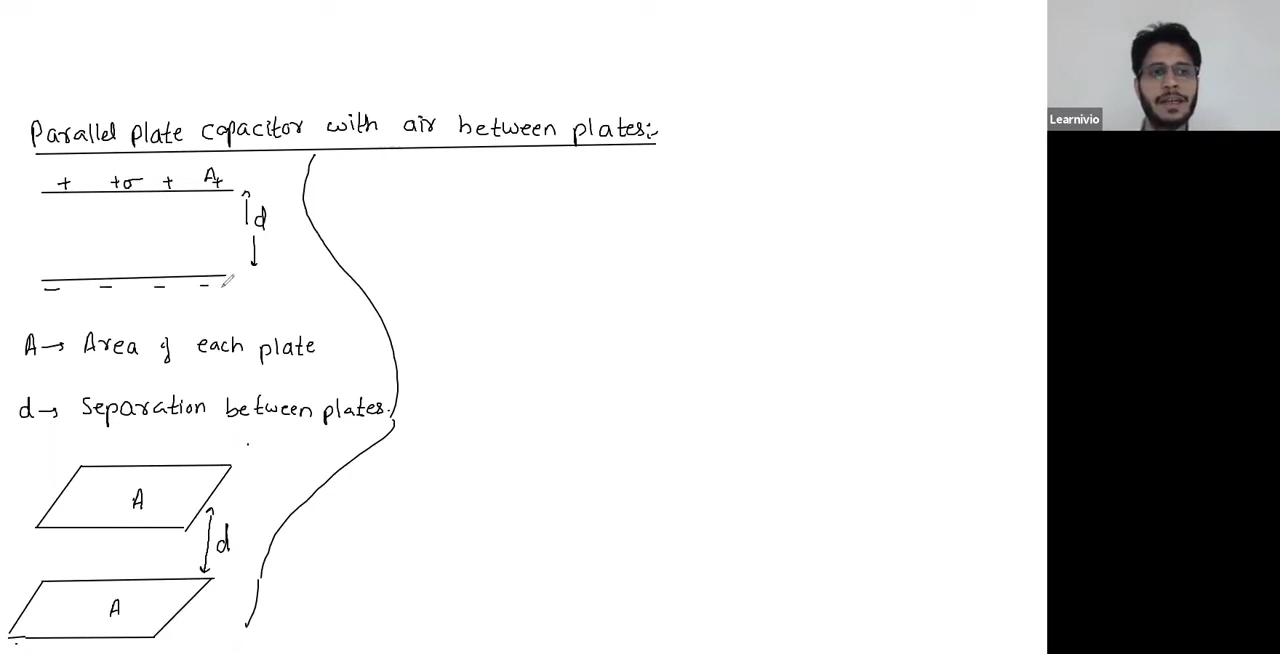 Parallel plate capacitor with air between plates:-
+ +σ + A+
d
- - - -
A→ Area of each plate
d→ Separation between plates.
A
d
A
Learnivio